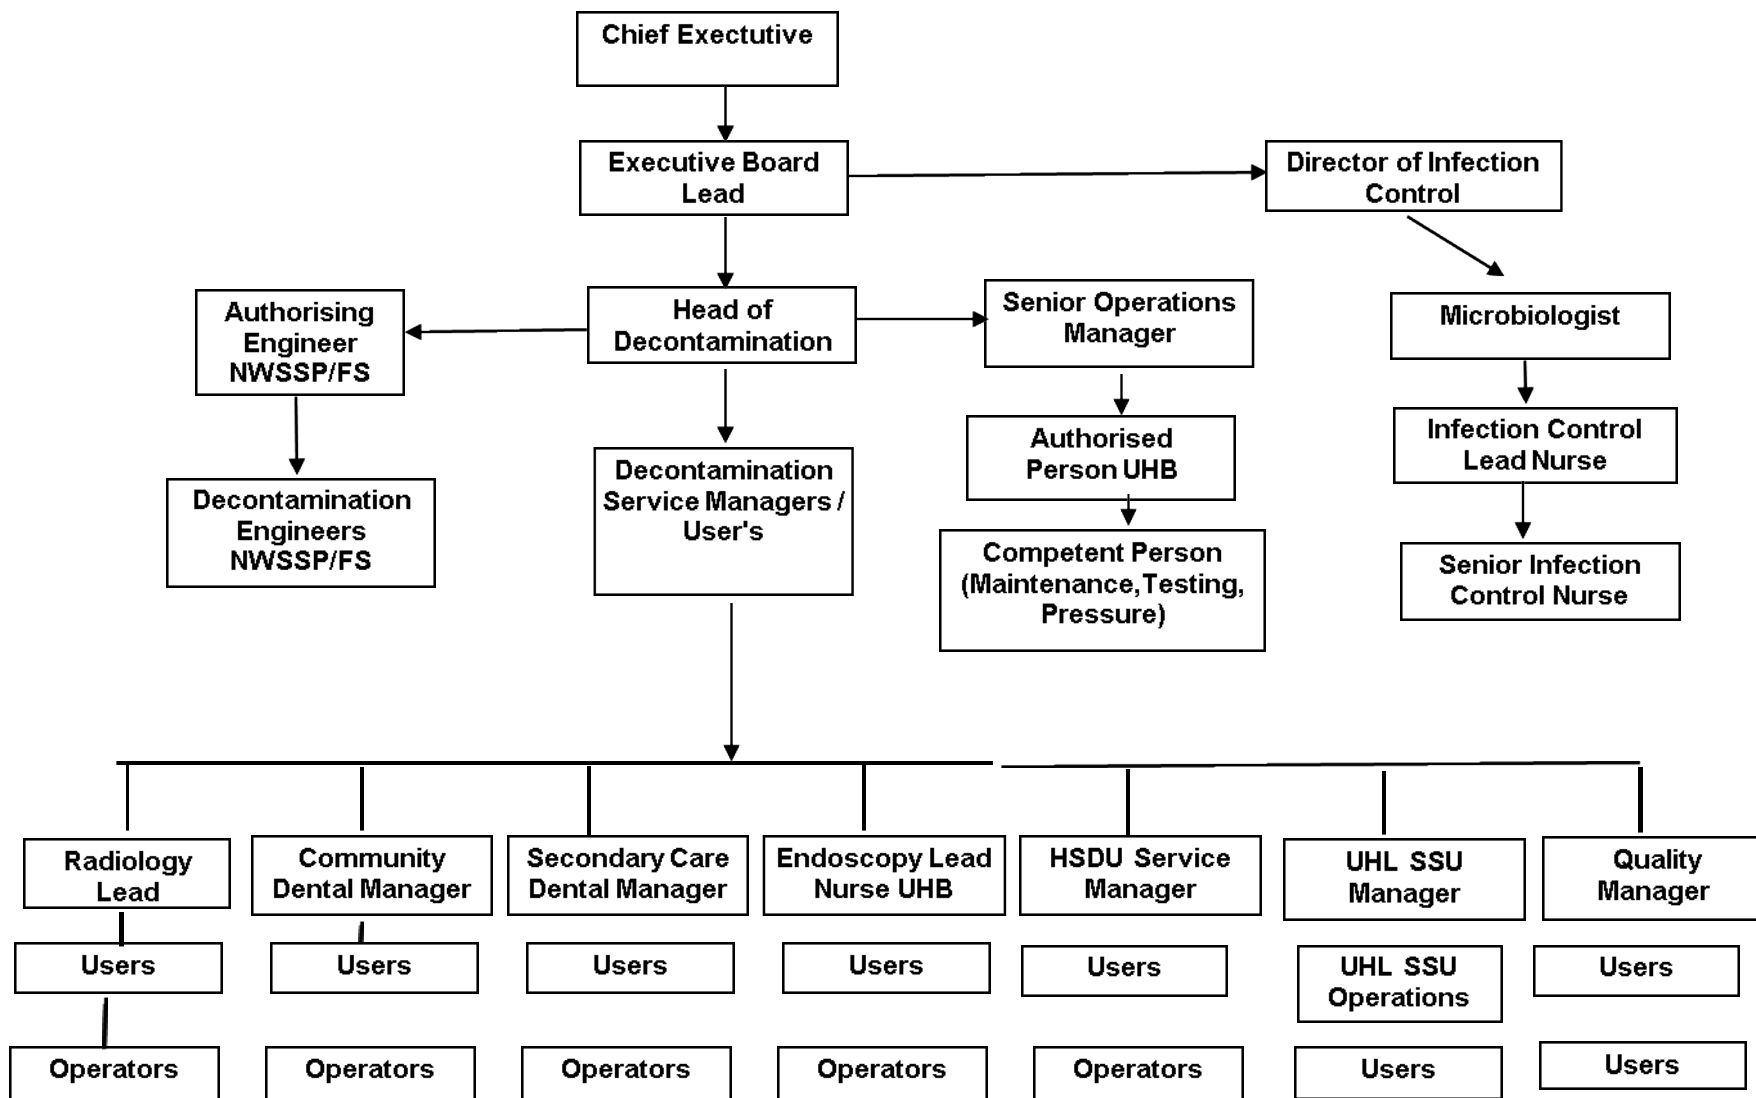 Chief Exectutive
Executive Board
Lead
Director of Infection
Control
Authorising
Engineer
NWSSP/FS
Head of
Decontamination
Senior Operations
Manager
Microbiologist
Decontamination
Engineers
NWSSP/FS
Decontamination
Service Managers /
User's
Authorised
Person UHB
Infection Control
Lead Nurse
Competent Person
(Maintenance,Testing,
Pressure)
Senior Infection
Control Nurse
Radiology
Lead
Community
Dental Manager
Secondary Care
Dental Manager
Endoscopy Lead
Nurse UHB
HSDU Service
Manager
UHL SSU
Manager
Quality
Manager
Users
Users
Users
Users
Users
UHL SSU
Operations
Users
Operators
Operators
Operators
Operators
Operators
Users
Users